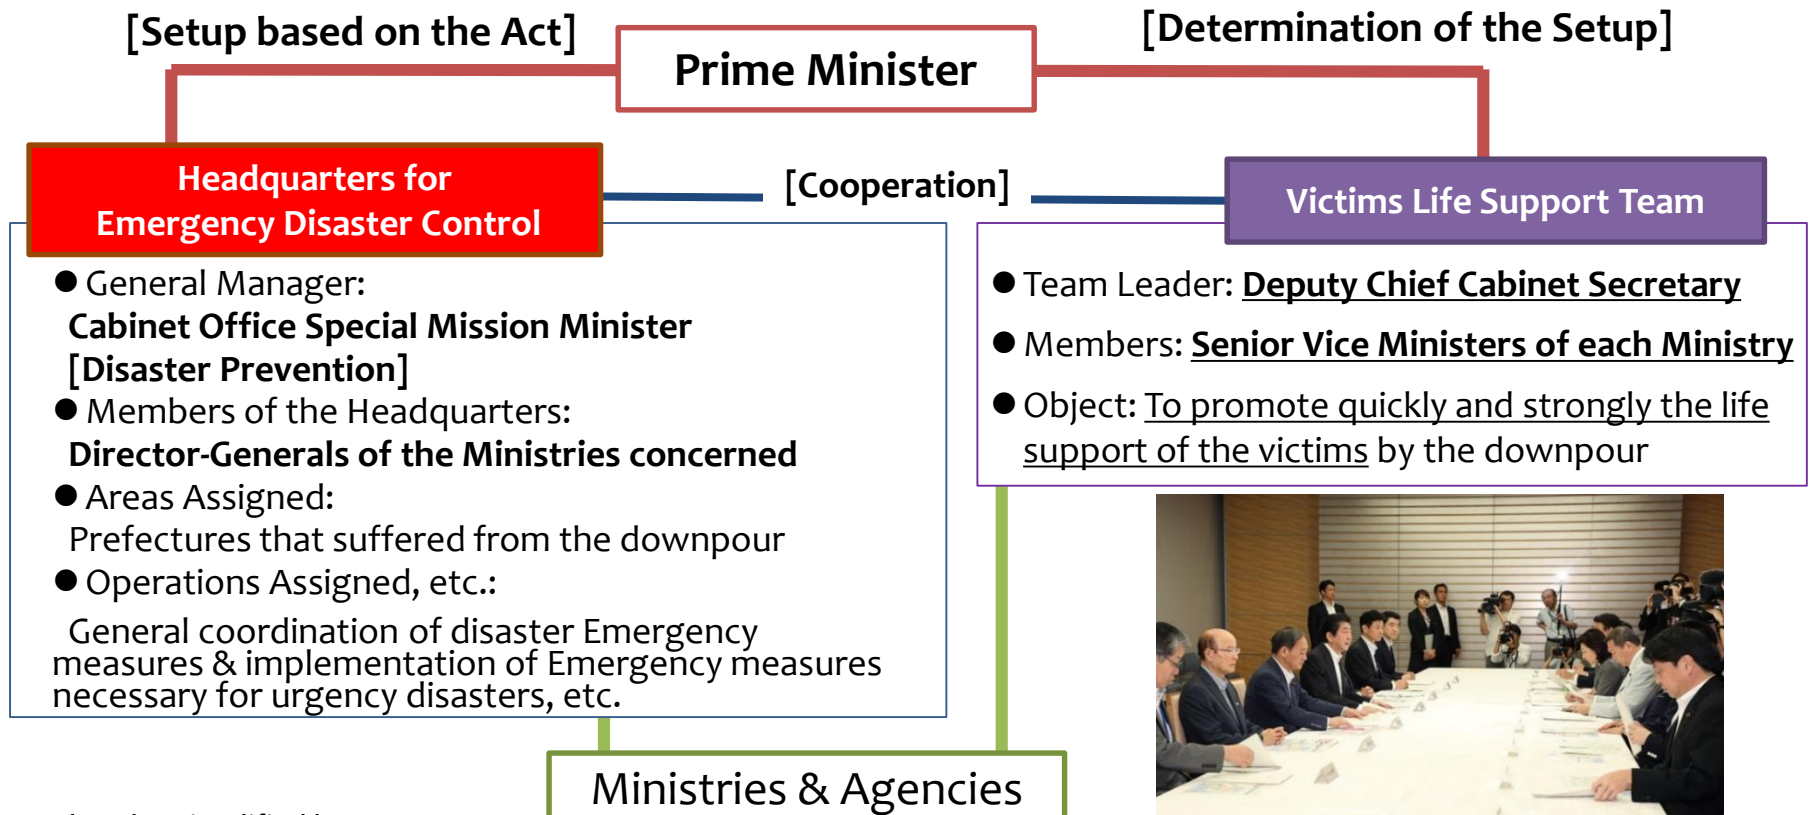 [Setup based on the Act]
[Determination of the Setup]
Prime Minister
Headquarters for
Emergency Disaster Control
[Cooperation]
Victims Life Support Team
● General Manager:
Cabinet Office Special Mission Minister
[Disaster Prevention]
● Members of the Headquarters:
Director-Generals of the Ministries concerned
● Areas Assigned:
Prefectures that suffered from the downpour
● Operations Assigned, etc.:
General coordination of disaster Emergency
measures & implementation of Emergency measures
necessary for urgency disasters, etc.
● Team Leader: Deputy Chief Cabinet Secretary
● Members: Senior Vice Ministers of each Ministry
● Object: To promote quickly and strongly the life
support of the victims by the downpour
Ministries & Agencies